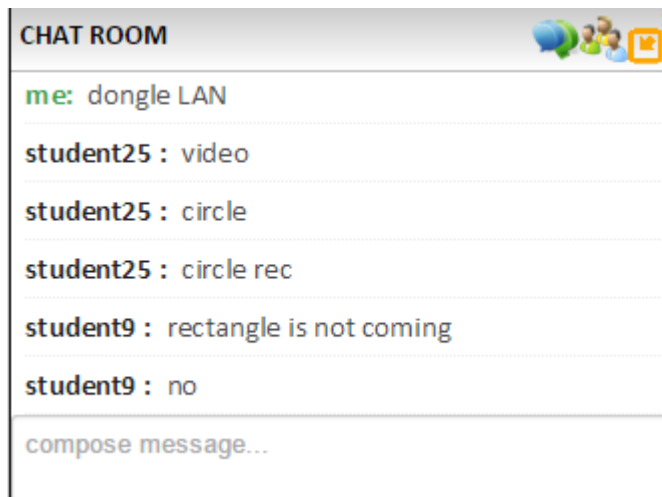 CHAT ROOM
me: dongle LAN
student25 : video
student25 : circle
student25 : circle rec
student9 : rectangle is not coming
student9 : no
compose message...